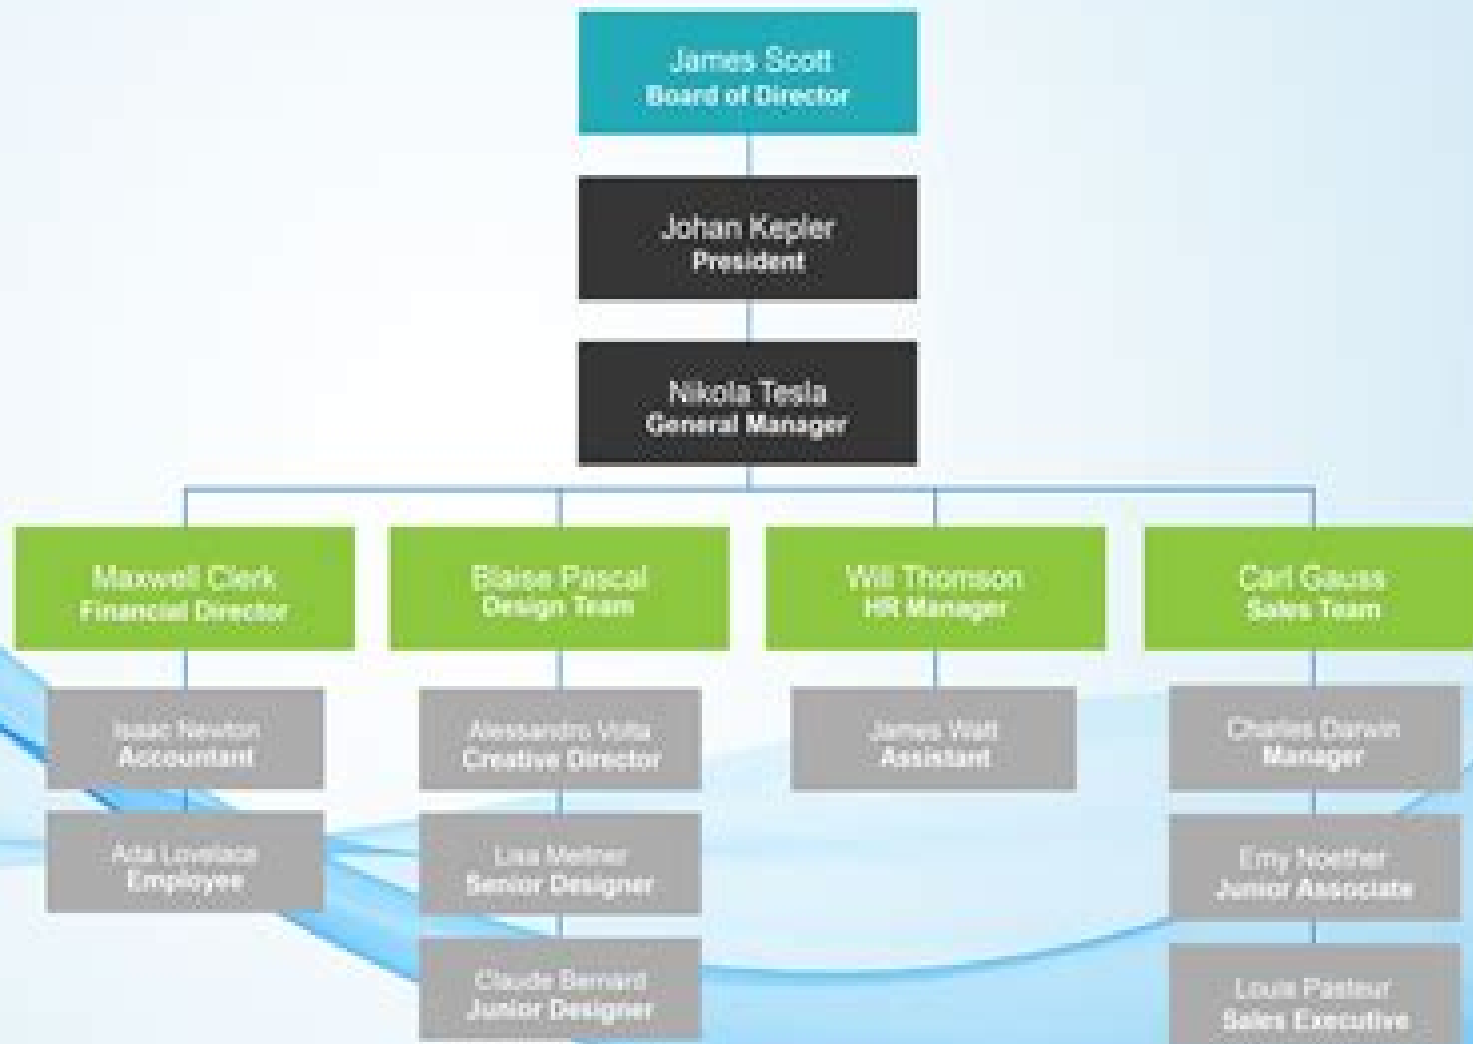 James Scott
Board of Director
Johan Kepler
President
Nikola Tesla
General Manager
Maxwell Clerk
Financial Director
Blaise Pascal
Design Team
Will Thomson
HR Manager
Carl Gauss
Sales Team
Isaac Newton
Accountant
Alessandro Volta
Creative Director
James Watt
Assistant
Charles Darwin
Manager
Ada Lovelace
Employee
Lisa Meitner
Senior Designer
Emy Noether
Junior Associate
Claude Bernard
Junior Designer
Louis Pasteur
Sales Executive